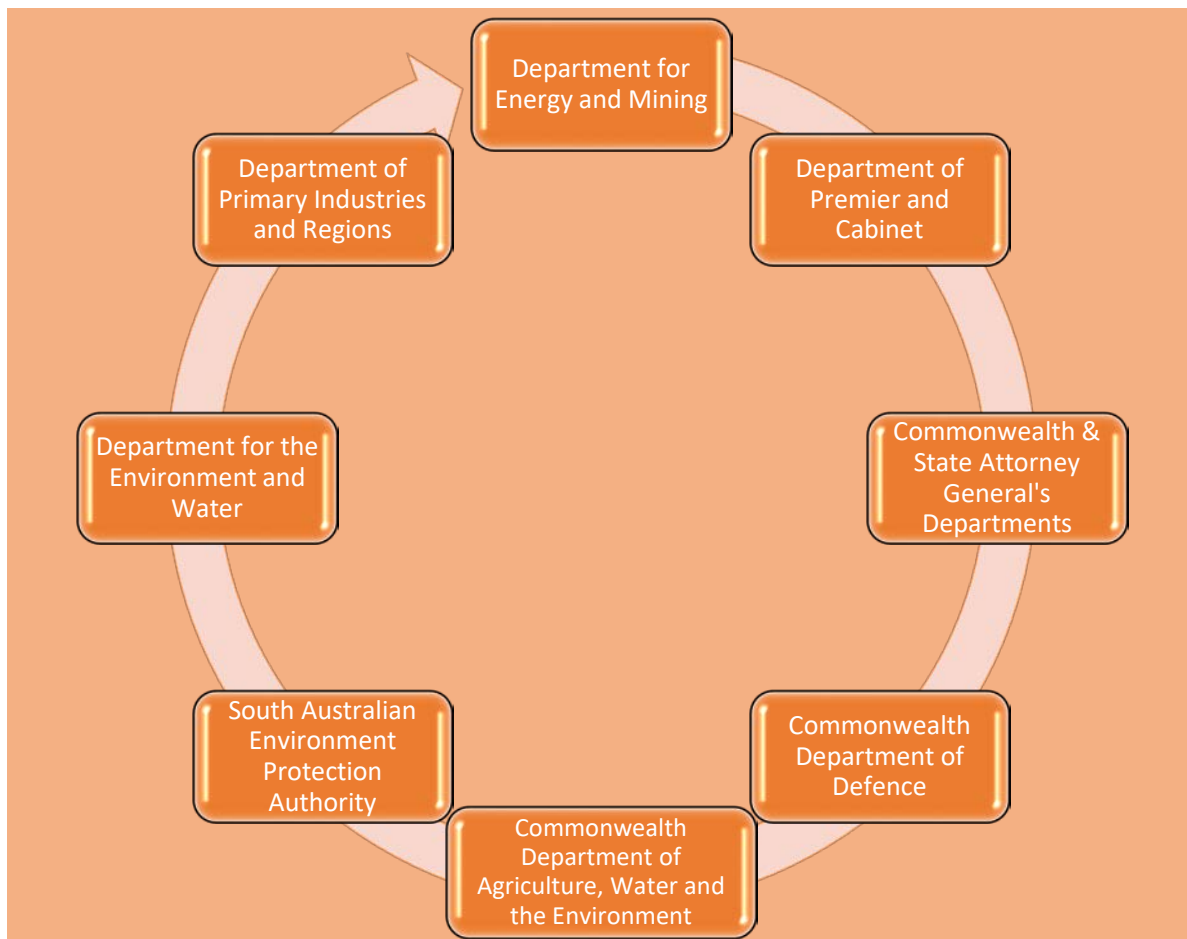 Department for
Energy and Mining
Department of
Premier and
Cabinet
Commonwealth &
State Attorney
General's
Departments
Commonwealth
Department of
Defence
Commonwealth
Department of
Agriculture, Water and
the Environment
South Australian
Environment
Protection
Authority
Department for the
Environment and
Water
Department of
Primary Industries
and Regions